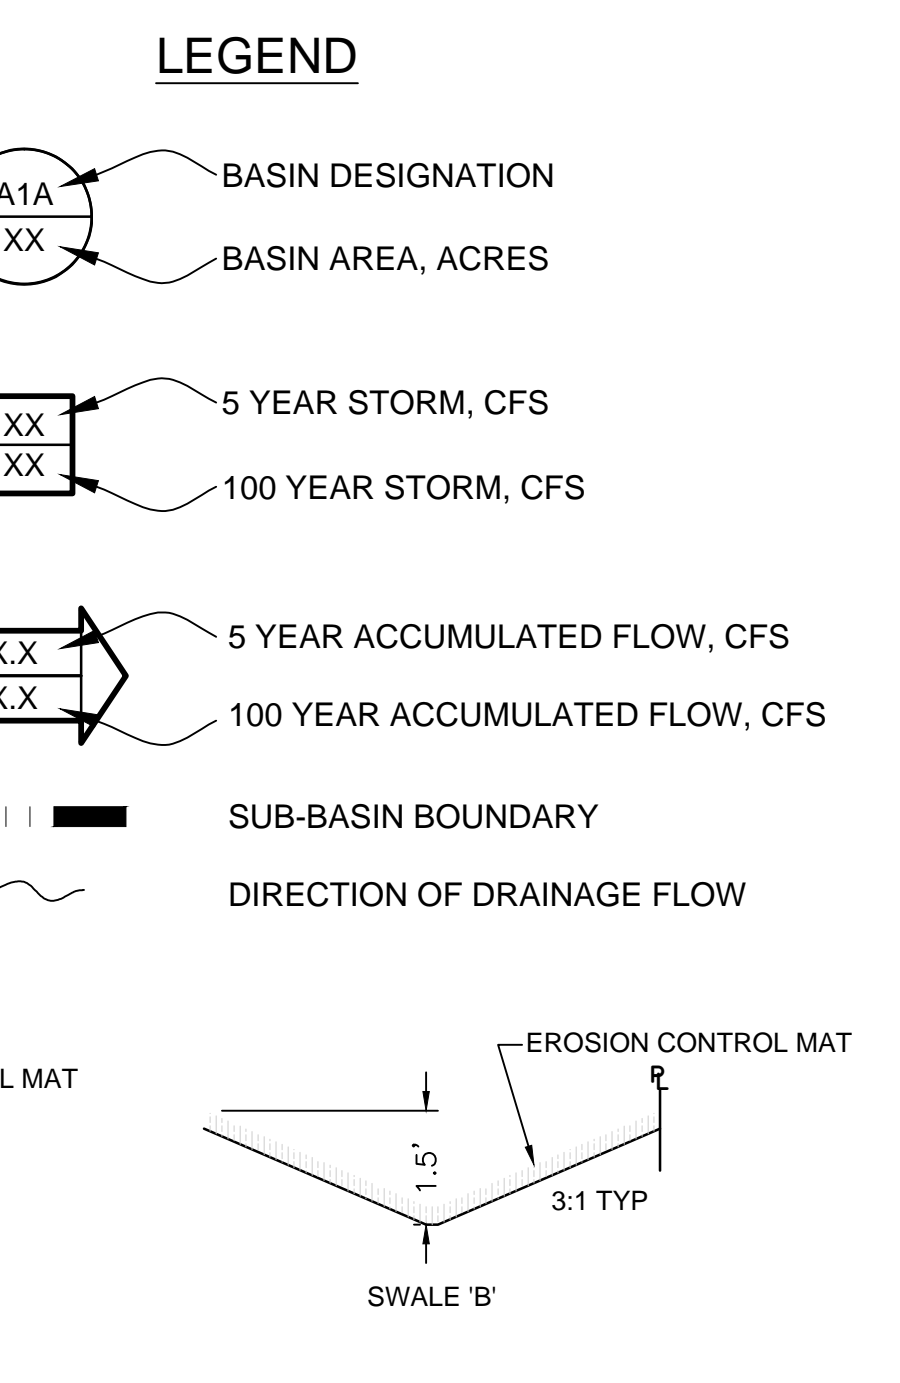 LEGEND
A1A
BASIN DESIGNATION
XX
BASIN AREA, ACRES
XX
5 YEAR STORM, CFS
XX
100 YEAR STORM, CFS
X.X
5 YEAR ACCUMULATED FLOW, CFS
X.X
100 YEAR ACCUMULATED FLOW, CFS
SUB-BASIN BOUNDARY
DIRECTION OF DRAINAGE FLOW
EROSION CONTROL MAT
L MAT
PL
1.5'
3:1 TYP
SWALE 'B'